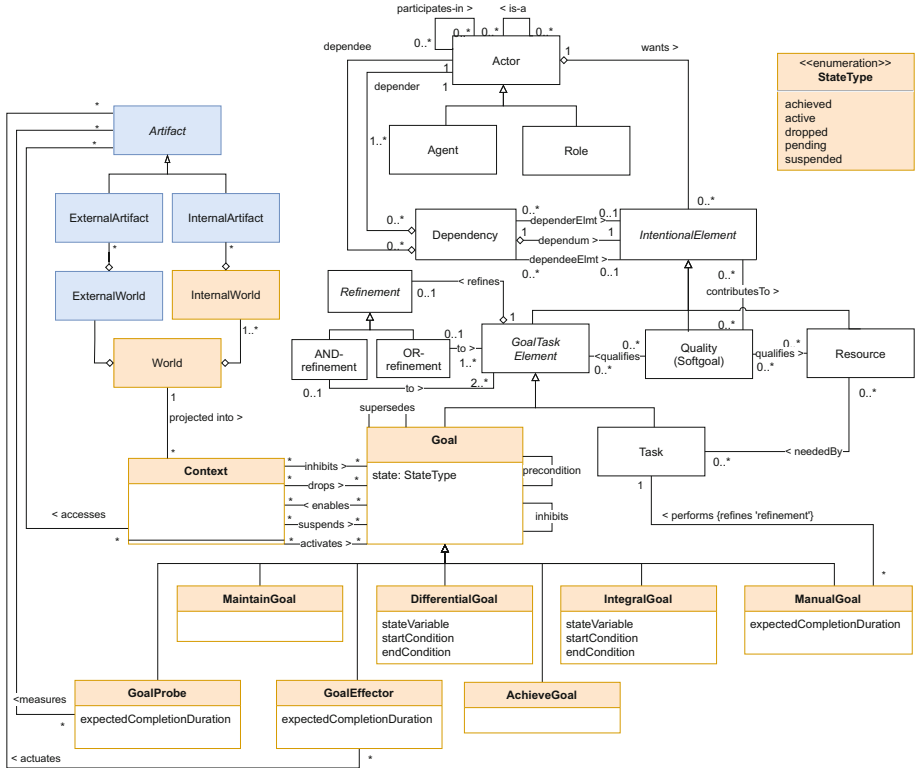 participates-in >
< is-a
0..*
0..*
0..*
0..*
dependee
Actor
1
wants >
1
depender
1
<<enumeration>>
StateType
achieved
active
dropped
pending
suspended
*
*
*
Artifact
1..*
Agent
Role
ExternalArtifact
InternalArtifact
0..*
0..*
Dependency
0..*
dependerElmt >
0..1
1
dependum >
1
dependeeElmt >
0..*
0..1
0..*
IntentionalElement
0..*
contributesTo >
0..*
*
*
ExternalWorld
InternalWorld
1..*
Refinement
0..1
< refines
1
AND-
refinement
OR-
refinement
0..1
to >
1..*
0..1
to >
2..*
GoalTask
Element
<qualifies
0..*
0..*
Quality
(Softgoal)
0..*
qualifies >
0..*
Resource
0..*
World
1
projected into >
*
supersedes
Goal
state: StateType
precondition
inhibits
Task
0..*
< neededBy
1
< performs {refines 'refinement'}
*
Context
*
inhibits >
*
*
drops >
*
*
< enables
*
*
suspends >
*
*
activates >
*
< accesses
*
MaintainGoal
DifferentialGoal
stateVariable
startCondition
endCondition
IntegralGoal
stateVariable
startCondition
endCondition
ManualGoal
expectedCompletionDuration
GoalProbe
expectedCompletionDuration
GoalEffector
expectedCompletionDuration
AchieveGoal
<measures
*
< actuates
*